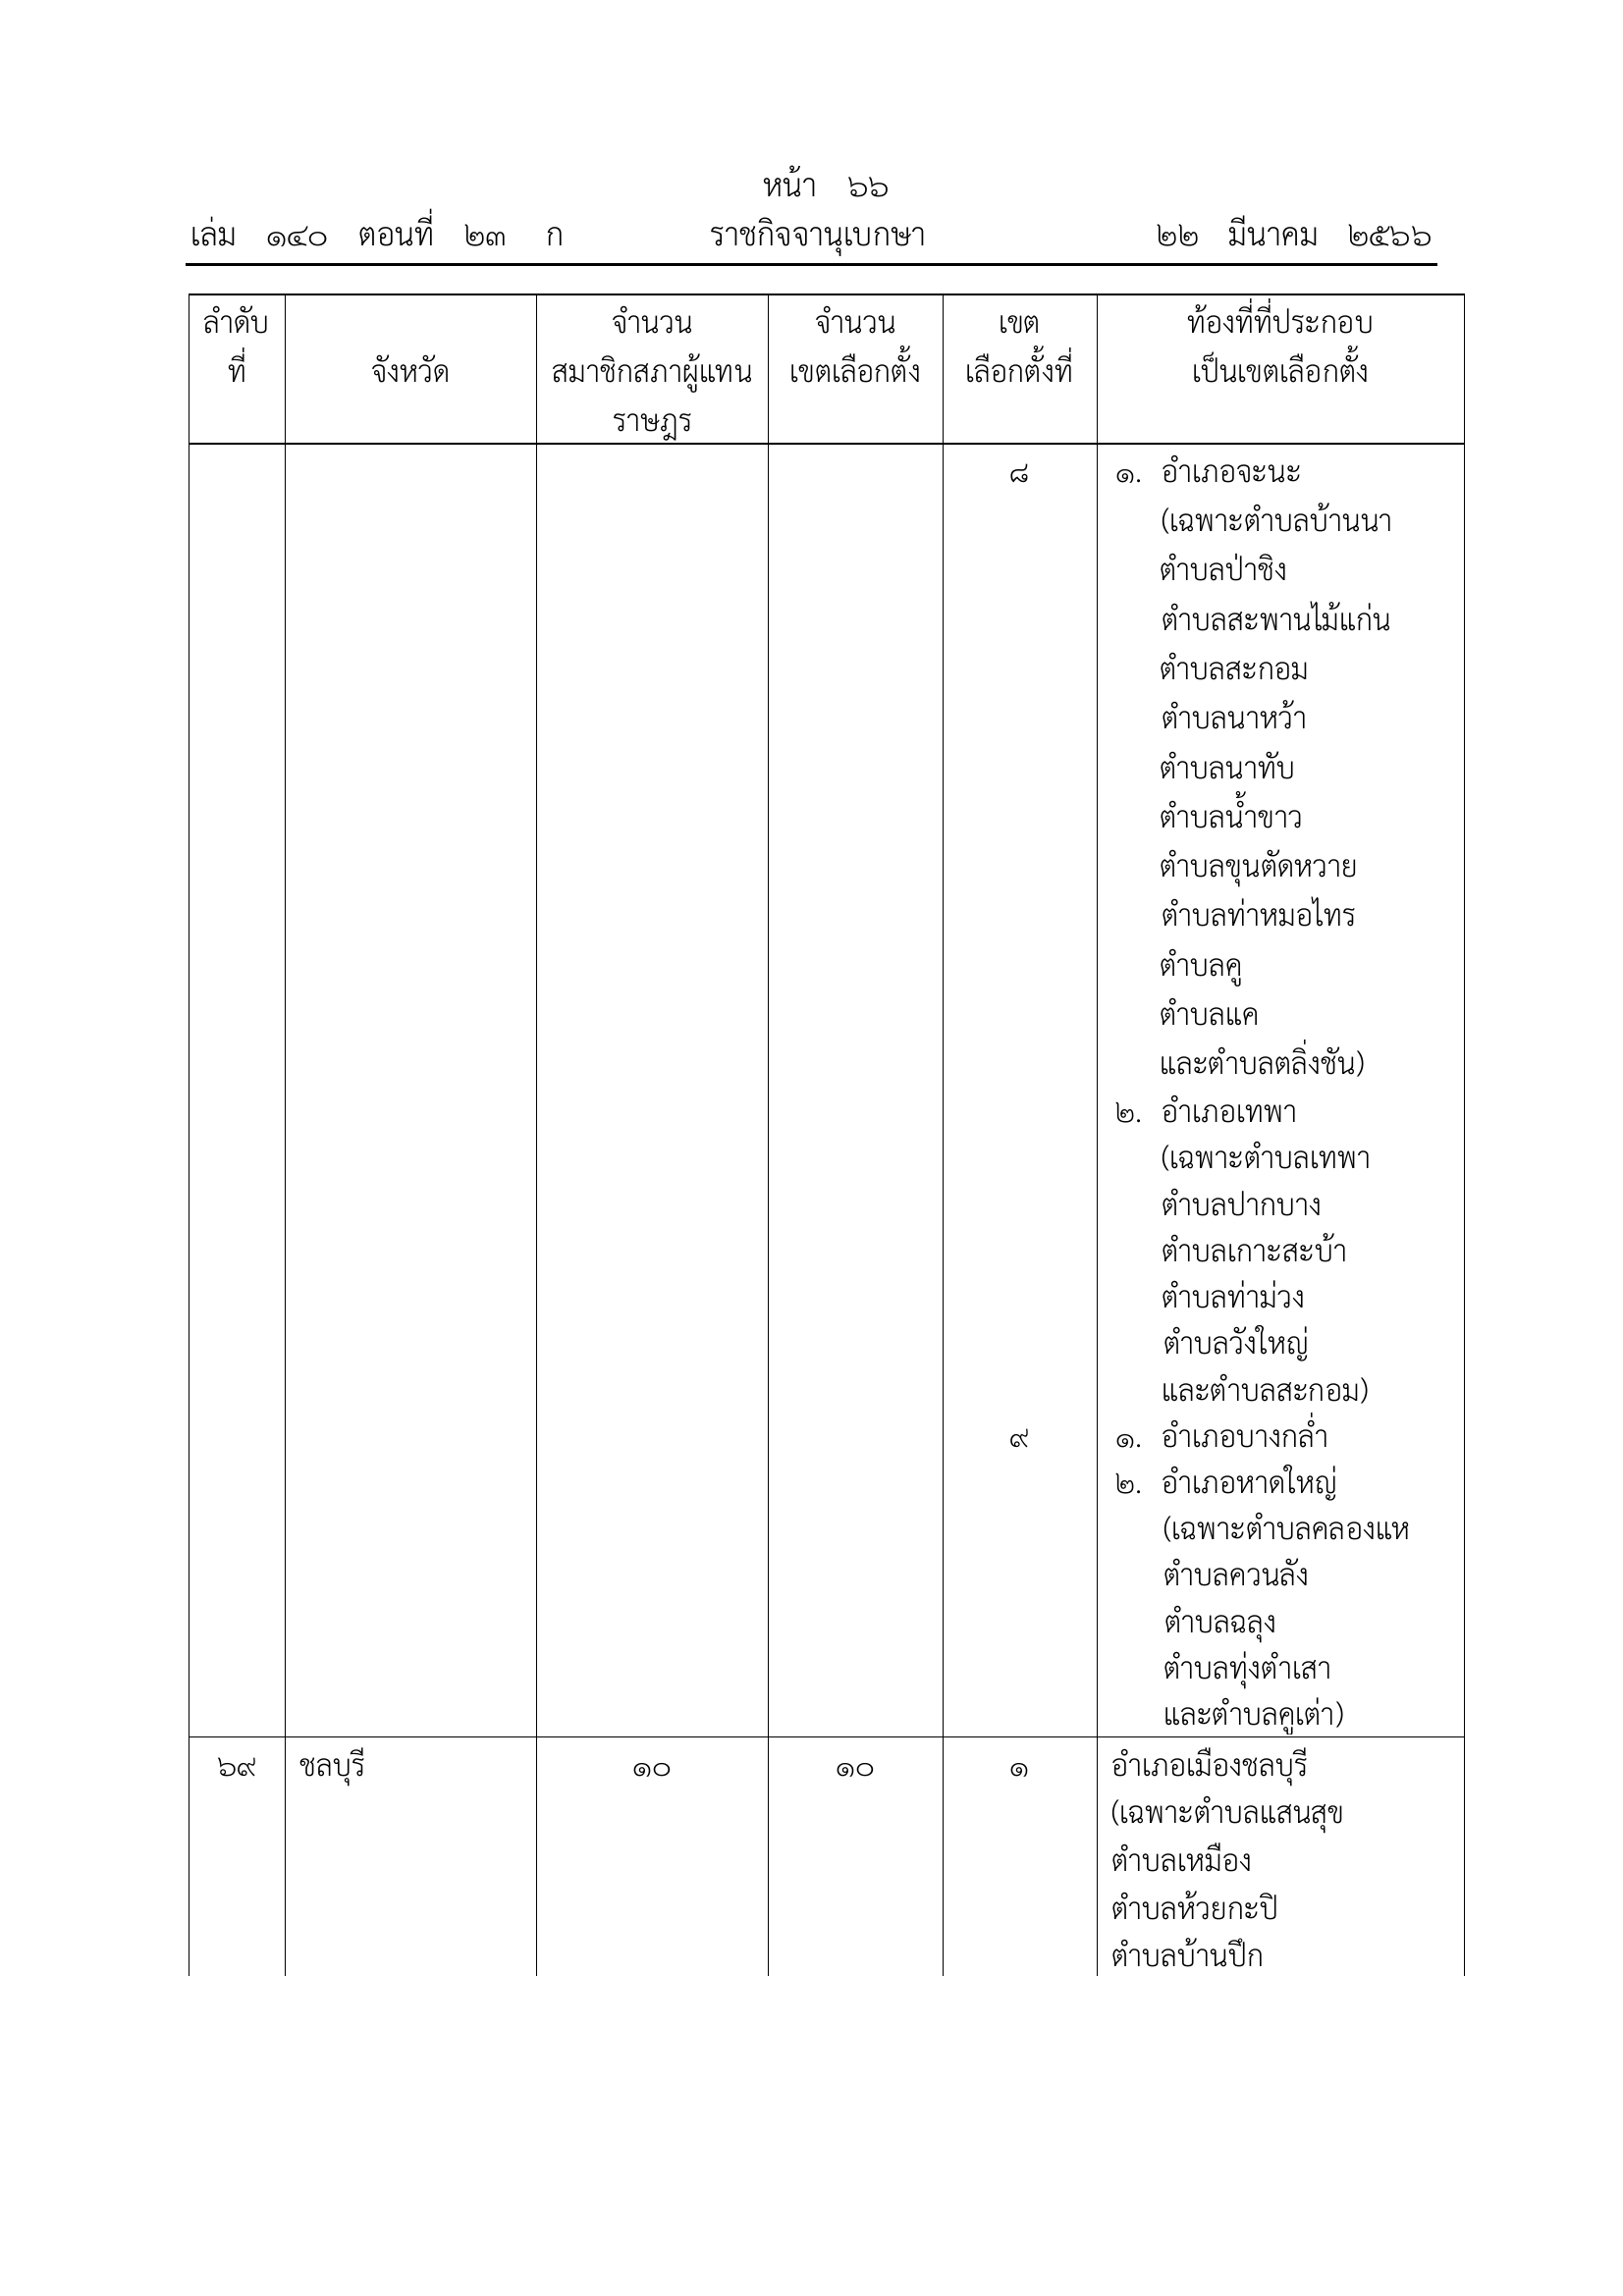 หน้า ๖๖
เล่ม ๑๔๐ ตอนที่ ๒๓ ก ราชกิจจานุเบกษา ๒๒ มีนาคม ๒๕๖๖
ลำดับ จำนวน จำนวน เขต ท้องที่ที่ประกอบ
ที่ จังหวัด สมาชิกสภาผู้แทน เขตเลือกตั้ง เลือกตั้งที่ เป็นเขตเลือกตั้ง
ราษฎร
๘ ๑. อำเภอจะนะ
(เฉพาะตำบลบ้านนา
ตำบลป่าชิง
ตำบลสะพานไม้แก่น
ตำบลสะกอม
ตำบลนาหว้า
ตำบลนาทับ
ตำบลน้ำขาว
ตำบลขุนตัดหวาย
ตำบลท่าหมอไทร
ตำบลคู
ตำบลแค
และตำบลตลิ่งชัน)
๒. อำเภอเทพา
(เฉพาะตำบลเทพา
ตำบลปากบาง
ตำบลเกาะสะบ้า
ตำบลท่าม่วง
ตำบลวังใหญ่
และตำบลสะกอม)
๙ ๑. อำเภอบางกล่ำ
๒. อำเภอหาดใหญ่
(เฉพาะตำบลคลองแห
ตำบลควนลัง
ตำบลฉลุง
ตำบลทุ่งตำเสา
และตำบลคูเต่า)
๖๙ ชลบุรี ๑๐ ๑๐ ๑ อำเภอเมืองชลบุรี
(เฉพาะตำบลแสนสุข
ตำบลเหมือง
ตำบลห้วยกะปิ
ตำบลบ้านปึก